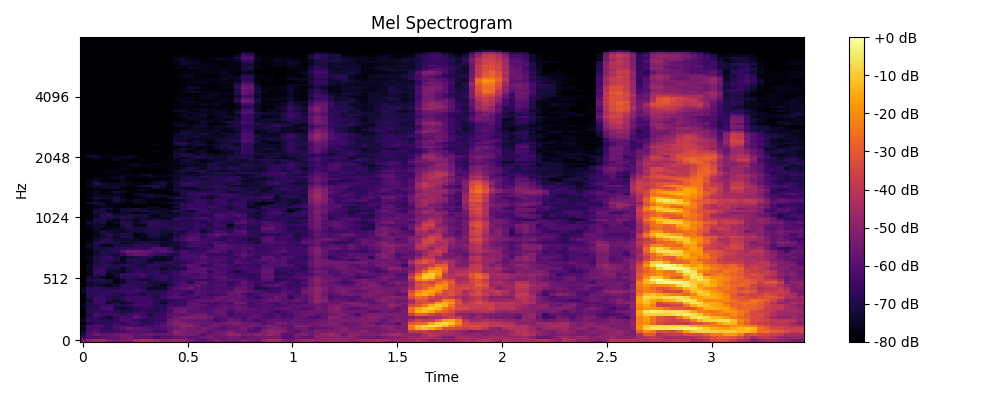 Mel Spectrogram
Hz
4096
2048
1024
512
0
0
0.5
1
1.5
2
2.5
3
Time
+0 dB
-10 dB
-20 dB
-30 dB
-40 dB
-50 dB
-60 dB
-70 dB
-80 dB